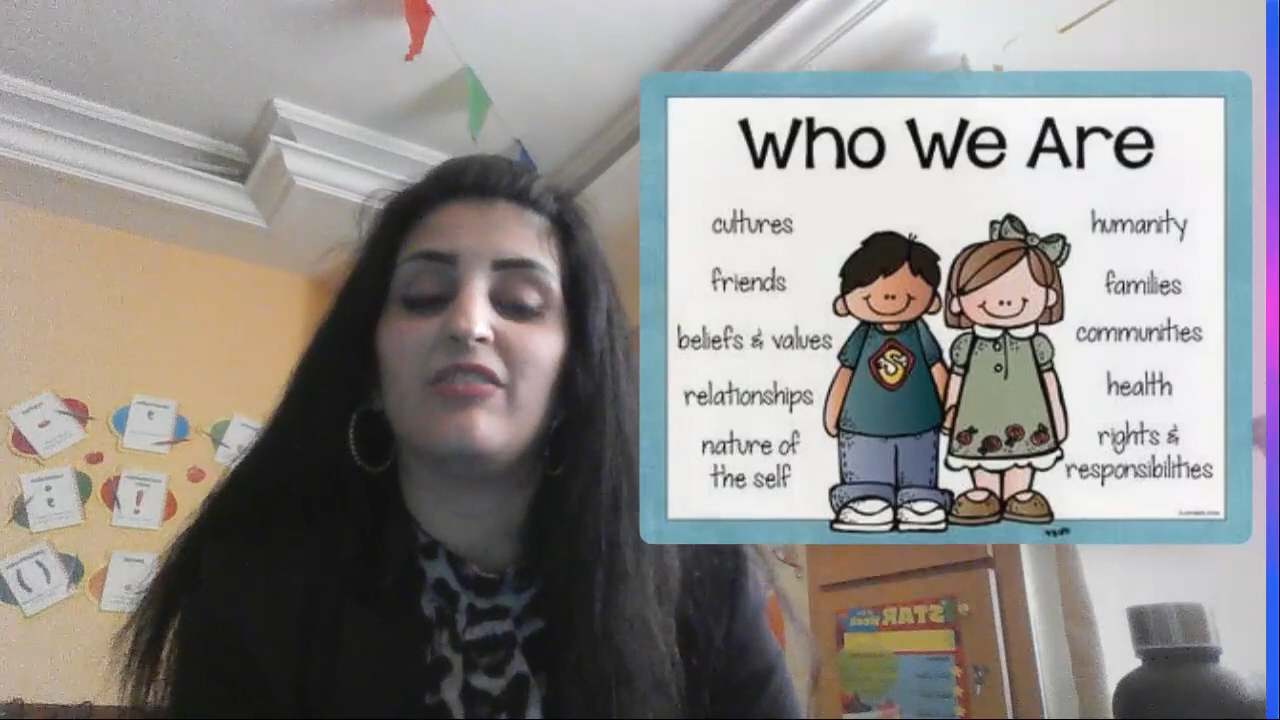 Who We Are
cultures
friends
beliefs & values
relationships
nature of
the self
humanity
families
communities
health
rights &
responsibilities
S
STAR